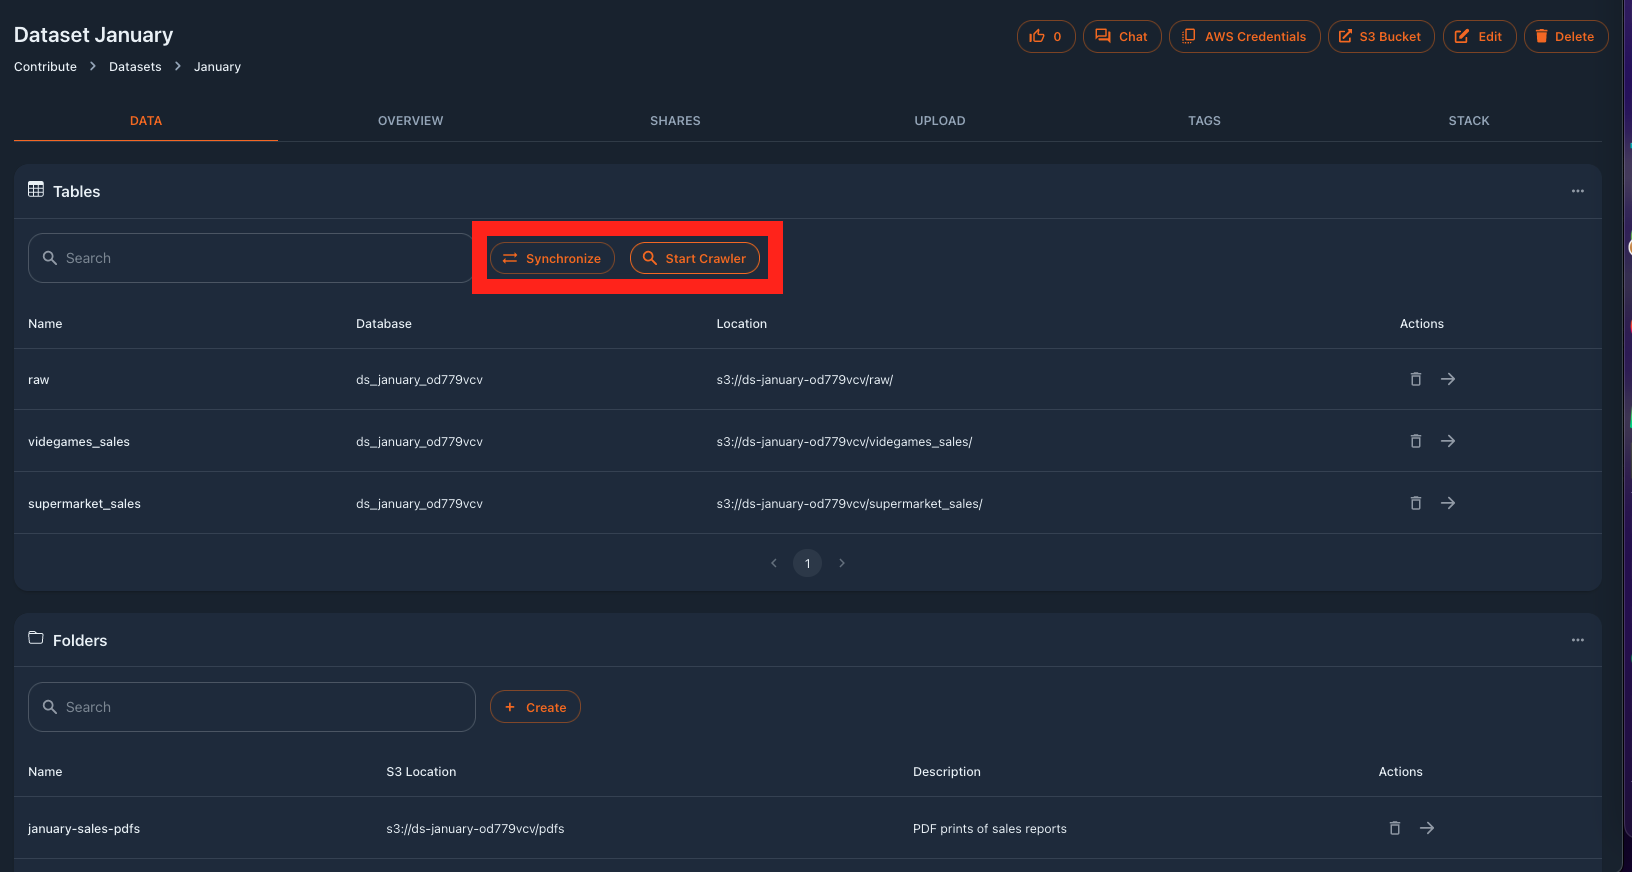 Dataset January
0 Chat AWS Credentials S3 Bucket Edit Delete
Contribute > Datasets > January
DATA OVERVIEW SHARES UPLOAD TAGS STACK
Tables
Search Synchronize Start Crawler
Name Database Location Actions
raw ds_january_od779vcv s3://ds-january-od779vcv/raw/
videgames_sales ds_january_od779vcv s3://ds-january-od779vcv/videgames_sales/
supermarket_sales ds_january_od779vcv s3://ds-january-od779vcv/supermarket_sales/
1
Folders
Search + Create
Name S3 Location Description Actions
january-sales-pdfs s3://ds-january-od779vcv/pdfs PDF prints of sales reports